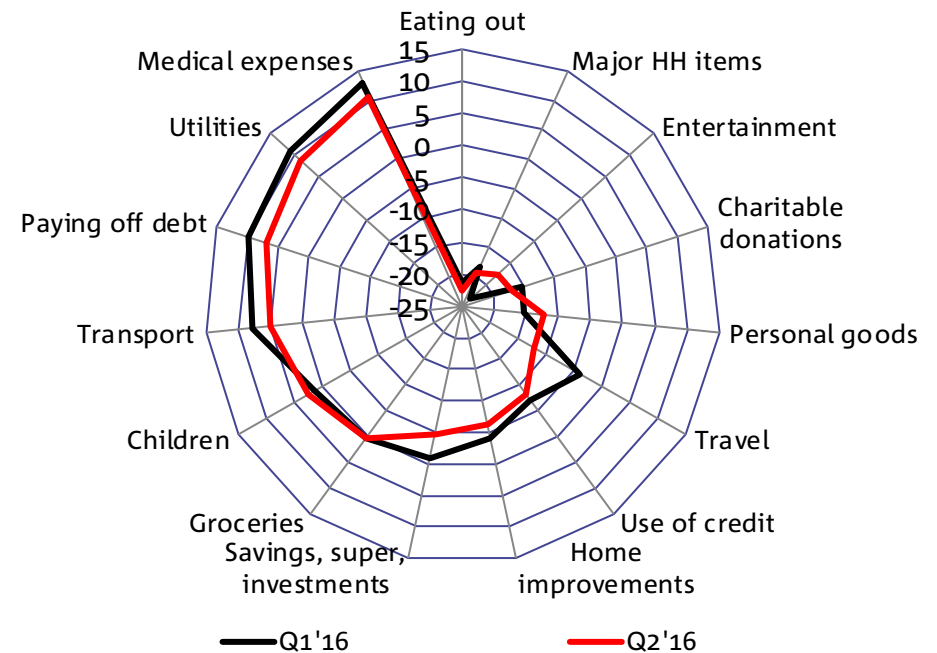 Eating out
15
Medical expenses
Major HH items
10
5
Utilities
Entertainment
0
-5
Paying off debt
Charitable
donations
-10
-15
-20
-25
Transport
Personal goods
Children
Travel
Groceries
Use of credit
Savings, super,
investments
Home
improvements
Q1'16
Q2'16